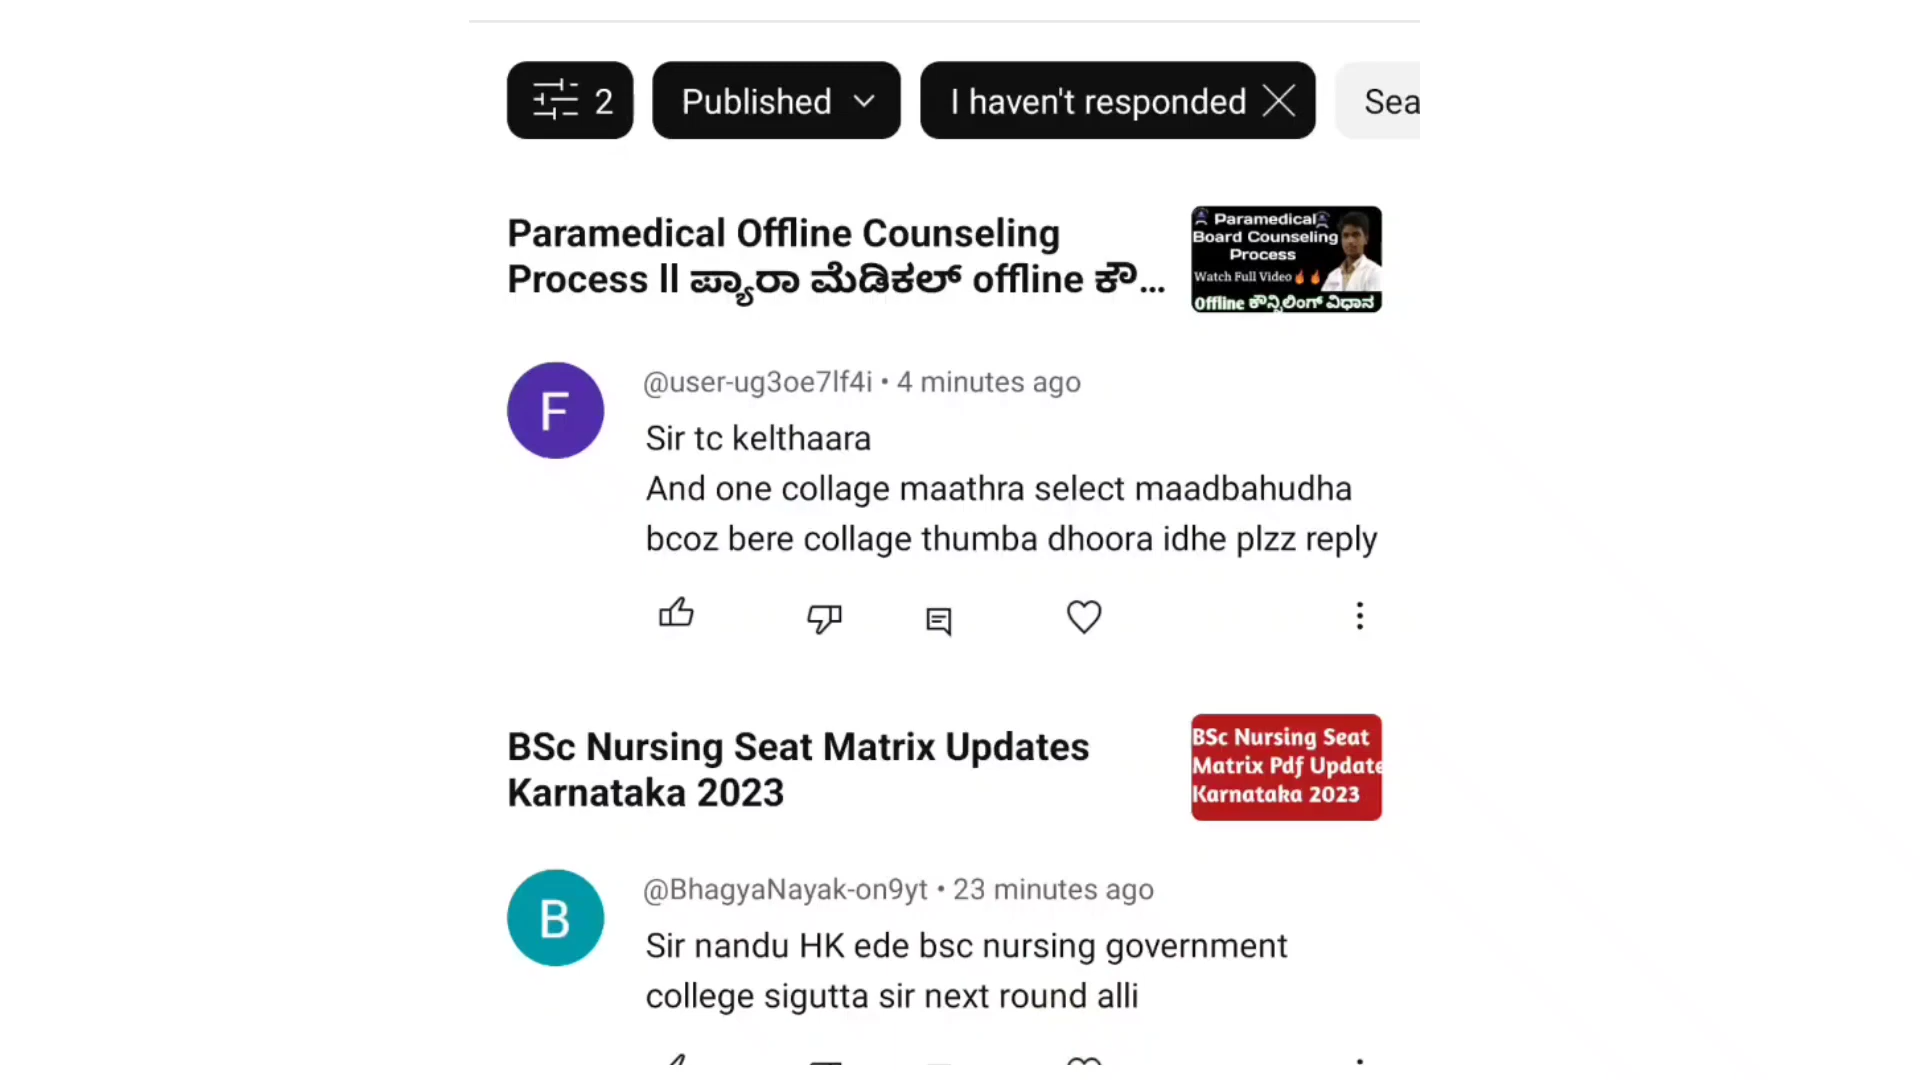 2
Published
I haven't responded
Sea
Paramedical Offline Counseling
Process ll ಪ್ಯಾರಾ ಮೆಡಿಕಲ್ offline ಕೌ...
Paramedical
Board Counseling
Process
Watch Full Video🔥🔥
Offline ಕೌನ್ಸಿಲಿಂಗ್ ವಿಧಾನ
F
@user-ug3oe7lf4i • 4 minutes ago
Sir tc kelthaara
And one collage maathra select maadbahudha
bcoz bere collage thumba dhoora idhe plzz reply
BSc Nursing Seat Matrix Updates
Karnataka 2023
BSc Nursing Seat
Matrix Pdf Update
Karnataka 2023
B
@BhagyaNayak-on9yt • 23 minutes ago
Sir nandu HK ede bsc nursing government
college sigutta sir next round alli